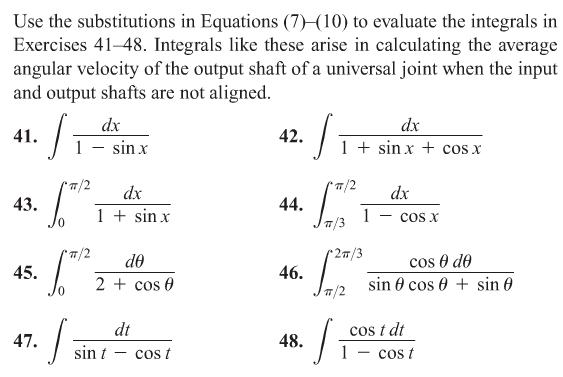 Use the substitutions in Equations (7)–(10) to evaluate the integrals in
Exercises 41–48. Integrals like these arise in calculating the average
angular velocity of the output shaft of a universal joint when the input
and output shafts are not aligned.
41. ∫ dx / (1 − sin x)
42. ∫ dx / (1 + sin x + cos x)
43. ∫₀^(π/2) dx / (1 + sin x)
44. ∫_(π/3)^(π/2) dx / (1 − cos x)
45. ∫₀^(π/2) dθ / (2 + cos θ)
46. ∫_(π/2)^(2π/3) cos θ dθ / (sin θ cos θ + sin θ)
47. ∫ dt / (sin t − cos t)
48. ∫ cos t dt / (1 − cos t)